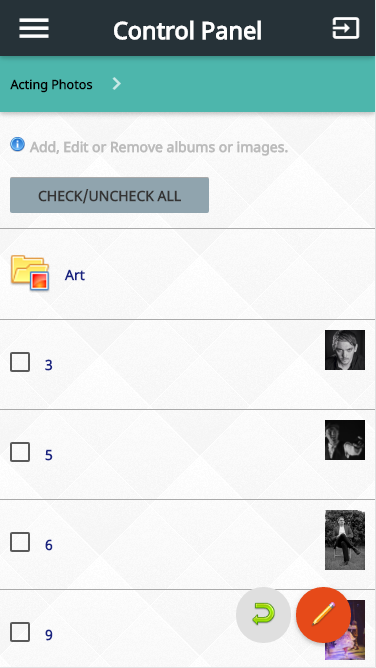 Control Panel
Acting Photos
Add, Edit or Remove albums or images.
CHECK/UNCHECK ALL
Art
3
5
6
9